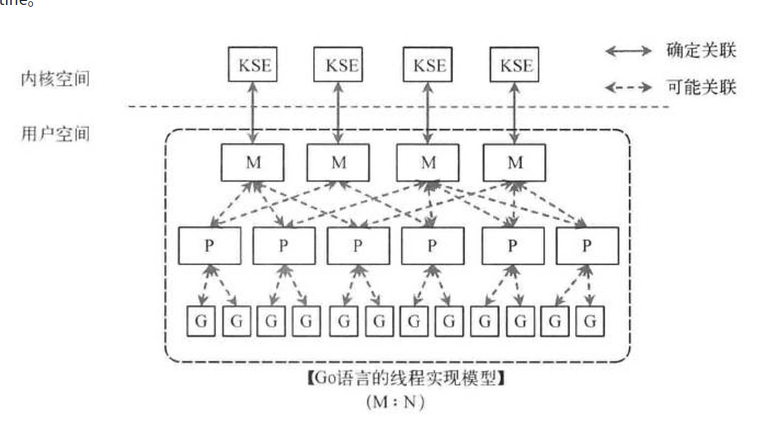 tine。
KSE KSE KSE KSE 确定关联
内核空间 可能关联
用户空间
M M M M
P P P P P P
G G G G G G G G G G G G
【Go语言的线程实现模型】
(M:N)